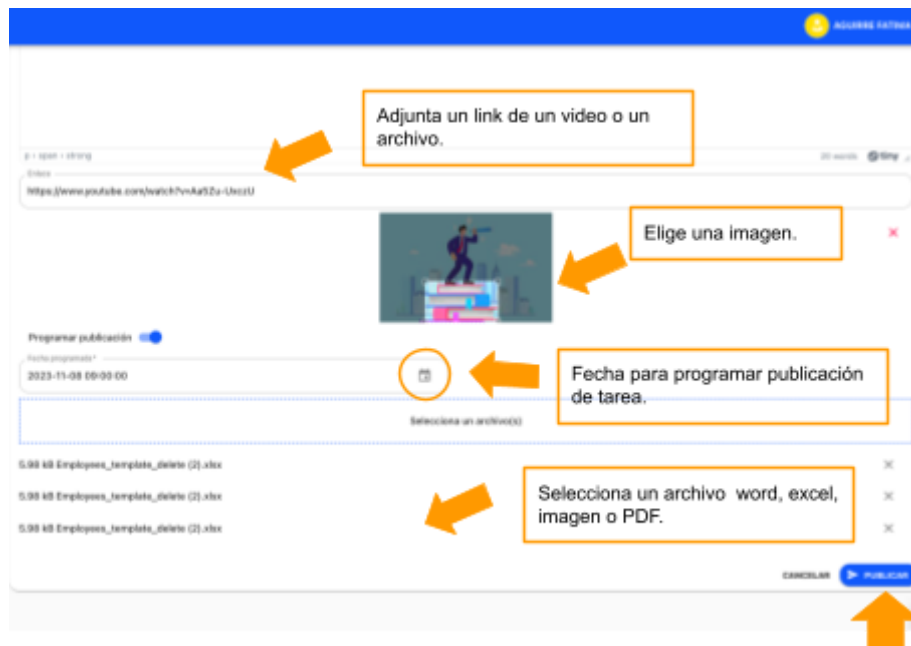 AGUIRRE FATIMA
Adjunta un link de un video o un
archivo.
p › span › strong
20 words tiny
Enlace
https://www.youtube.com/watch?v=
Elige una imagen.
Programar publicación
Fecha programada*
2023-11-08 09:00:00
Fecha para programar publicación
de tarea.
Selecciona un archivo(s)
5.98 kB Employees_template_delete (2).xlsx
5.98 kB Employees_template_delete (2).xlsx
5.98 kB Employees_template_delete (2).xlsx
Selecciona un archivo word, excel,
imagen o PDF.
CANCELAR PUBLICAR